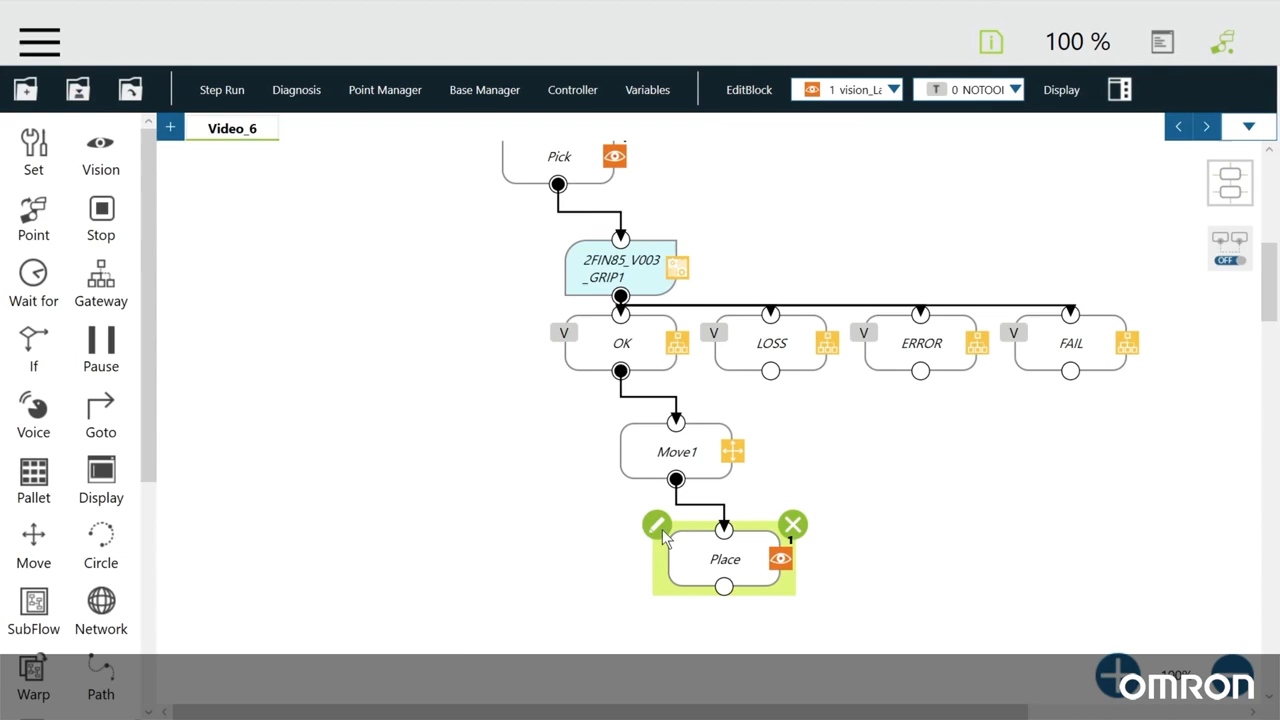 100 %
Step Run Diagnosis Point Manager Base Manager Controller Variables EditBlock 1 vision_La T 0 NOTOOL Display
+ Video_6
Set Vision
Point Stop
Wait for Gateway
If Pause
Voice Goto
Pallet Display
Move Circle
SubFlow Network
Warp Path
Pick
2FIN85_V003
_GRIP1
V OK V LOSS V ERROR V FAIL
Move1
1
Place
OFF
OMRON